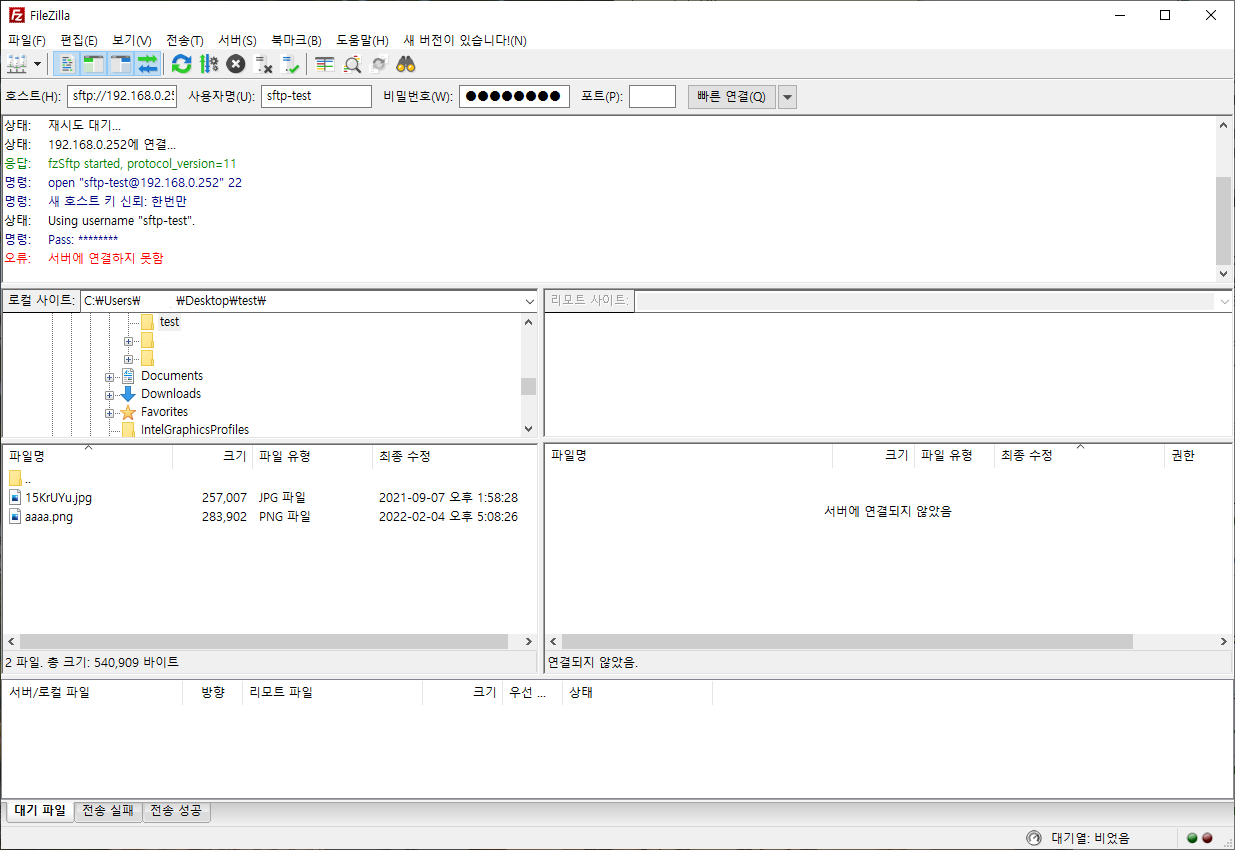 FileZilla
파일(F) 편집(E) 보기(V) 전송(T) 서버(S) 북마크(B) 도움말(H) 새 버전이 있습니다!(N)
호스트(H): sftp://192.168.0.25 사용자명(U): sftp-test 비밀번호(W): ●●●●●●●● 포트(P): 빠른 연결(Q)
상태: 재시도 대기...
상태: 192.168.0.252에 연결...
응답: fzSftp started, protocol_version=11
명령: open "sftp-test@192.168.0.252" 22
명령: 새 호스트 키 신뢰: 한번만
상태: Using username "sftp-test".
명령: Pass: ********
오류: 서버에 연결하지 못함
로컬 사이트: C:₩Users₩ ₩Desktop₩test₩
리모트 사이트:
test
Documents
Downloads
Favorites
IntelGraphicsProfiles
파일명 크기 파일 유형 최종 수정
..
15KrUYu.jpg 257,007 JPG 파일 2021-09-07 오후 1:58:28
aaaa.png 283,902 PNG 파일 2022-02-04 오후 5:08:26
2 파일. 총 크기: 540,909 바이트
파일명 크기 파일 유형 최종 수정 권한
서버에 연결되지 않았음
연결되지 않았음.
서버/로컬 파일 방향 리모트 파일 크기 우선 ... 상태
대기 파일 전송 실패 전송 성공
대기열: 비었음